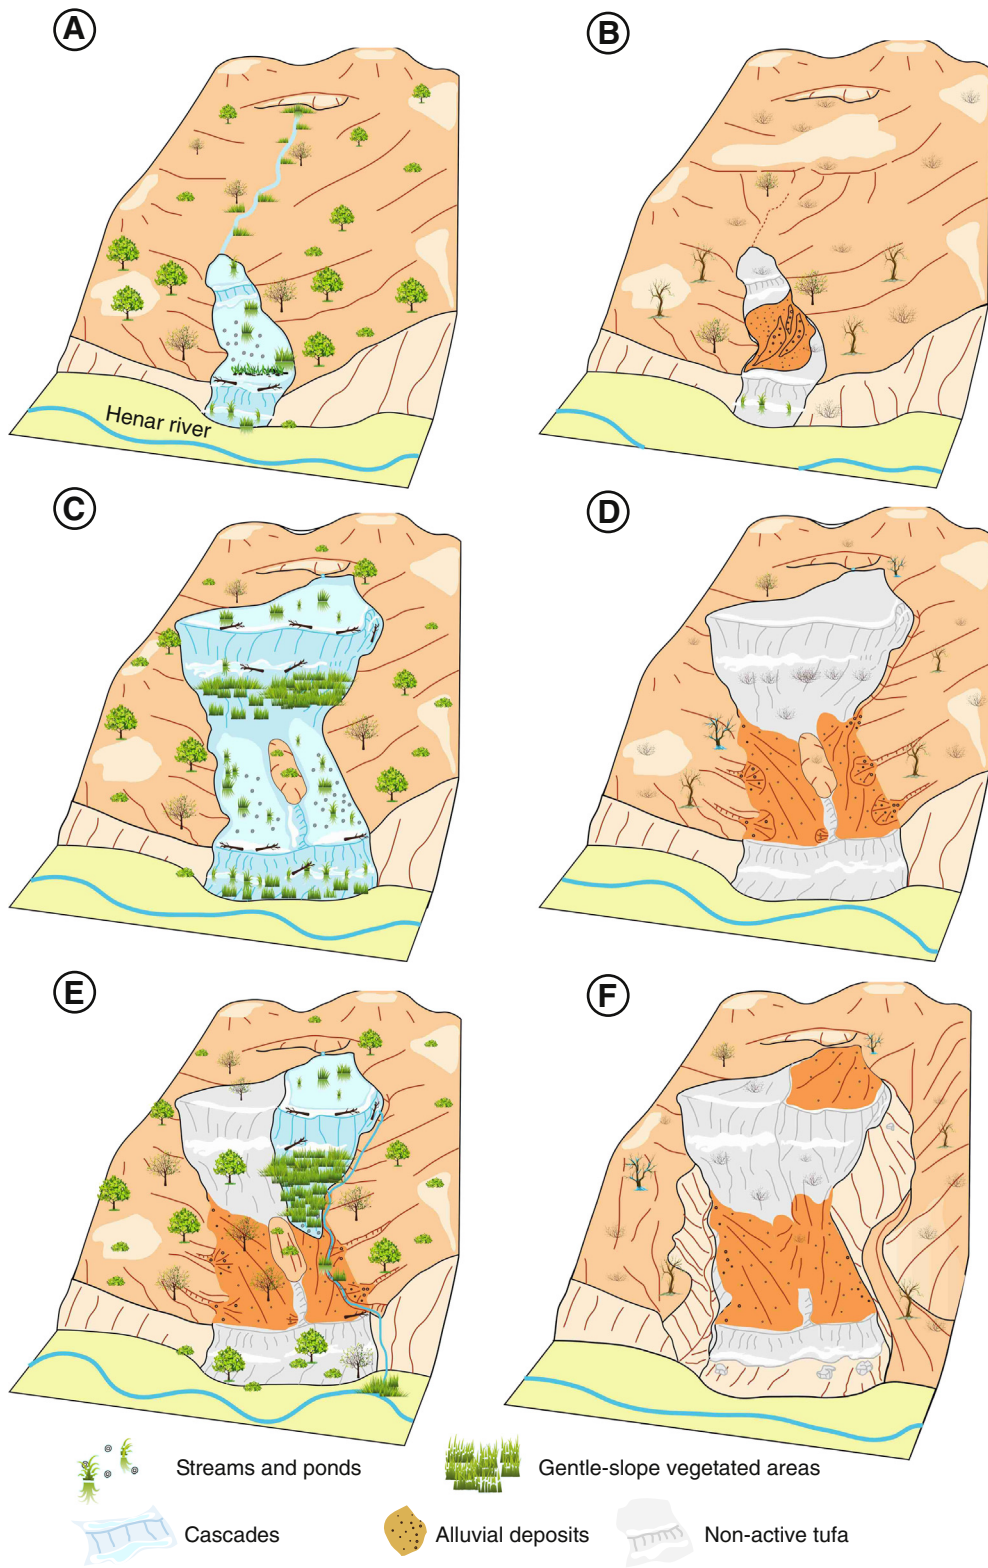 A
B
Henar river
C
D
E
F
Streams and ponds
Gentle-slope vegetated areas
Cascades
Alluvial deposits
Non-active tufa